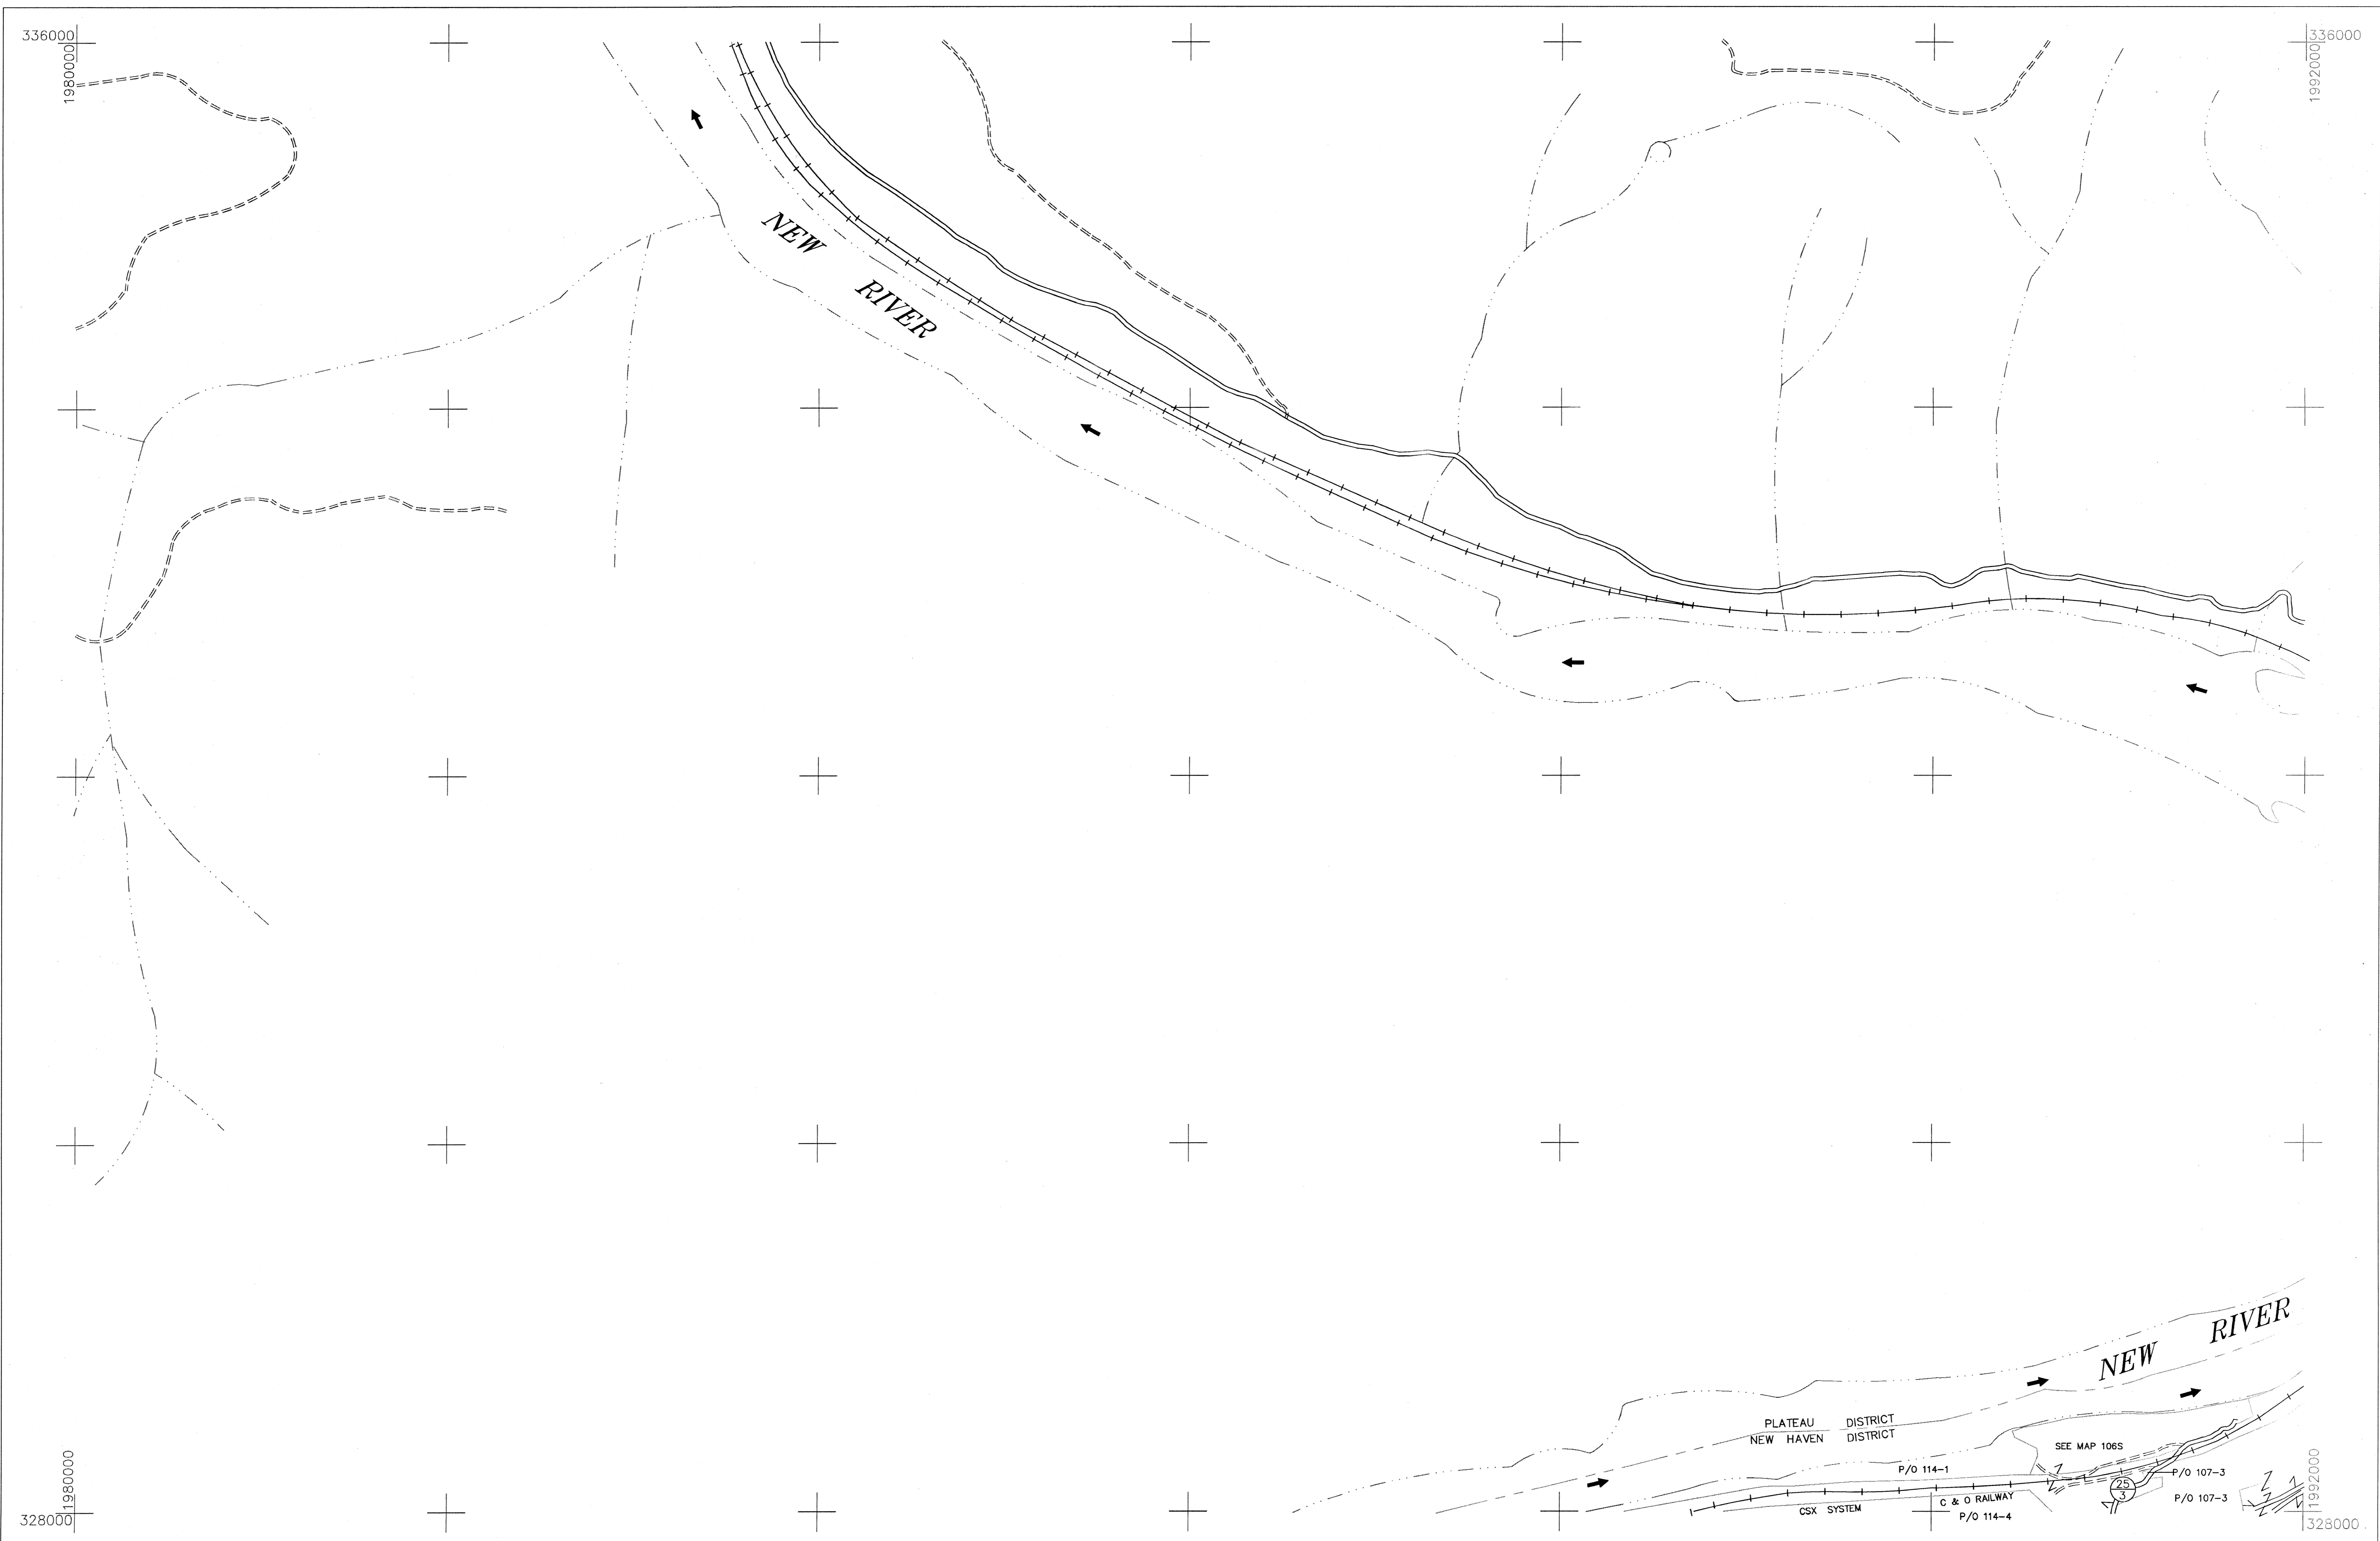 336000
1980000
336000
1992000
NEW
RIVER
NEW RIVER
PLATEAU DISTRICT
NEW HAVEN DISTRICT
SEE MAP 106S
P/O 114-1
P/O 107-3
25
3
P/O 107-3
C & O RAILWAY
CSX SYSTEM
P/O 114-4
1980000
328000
1992000
328000